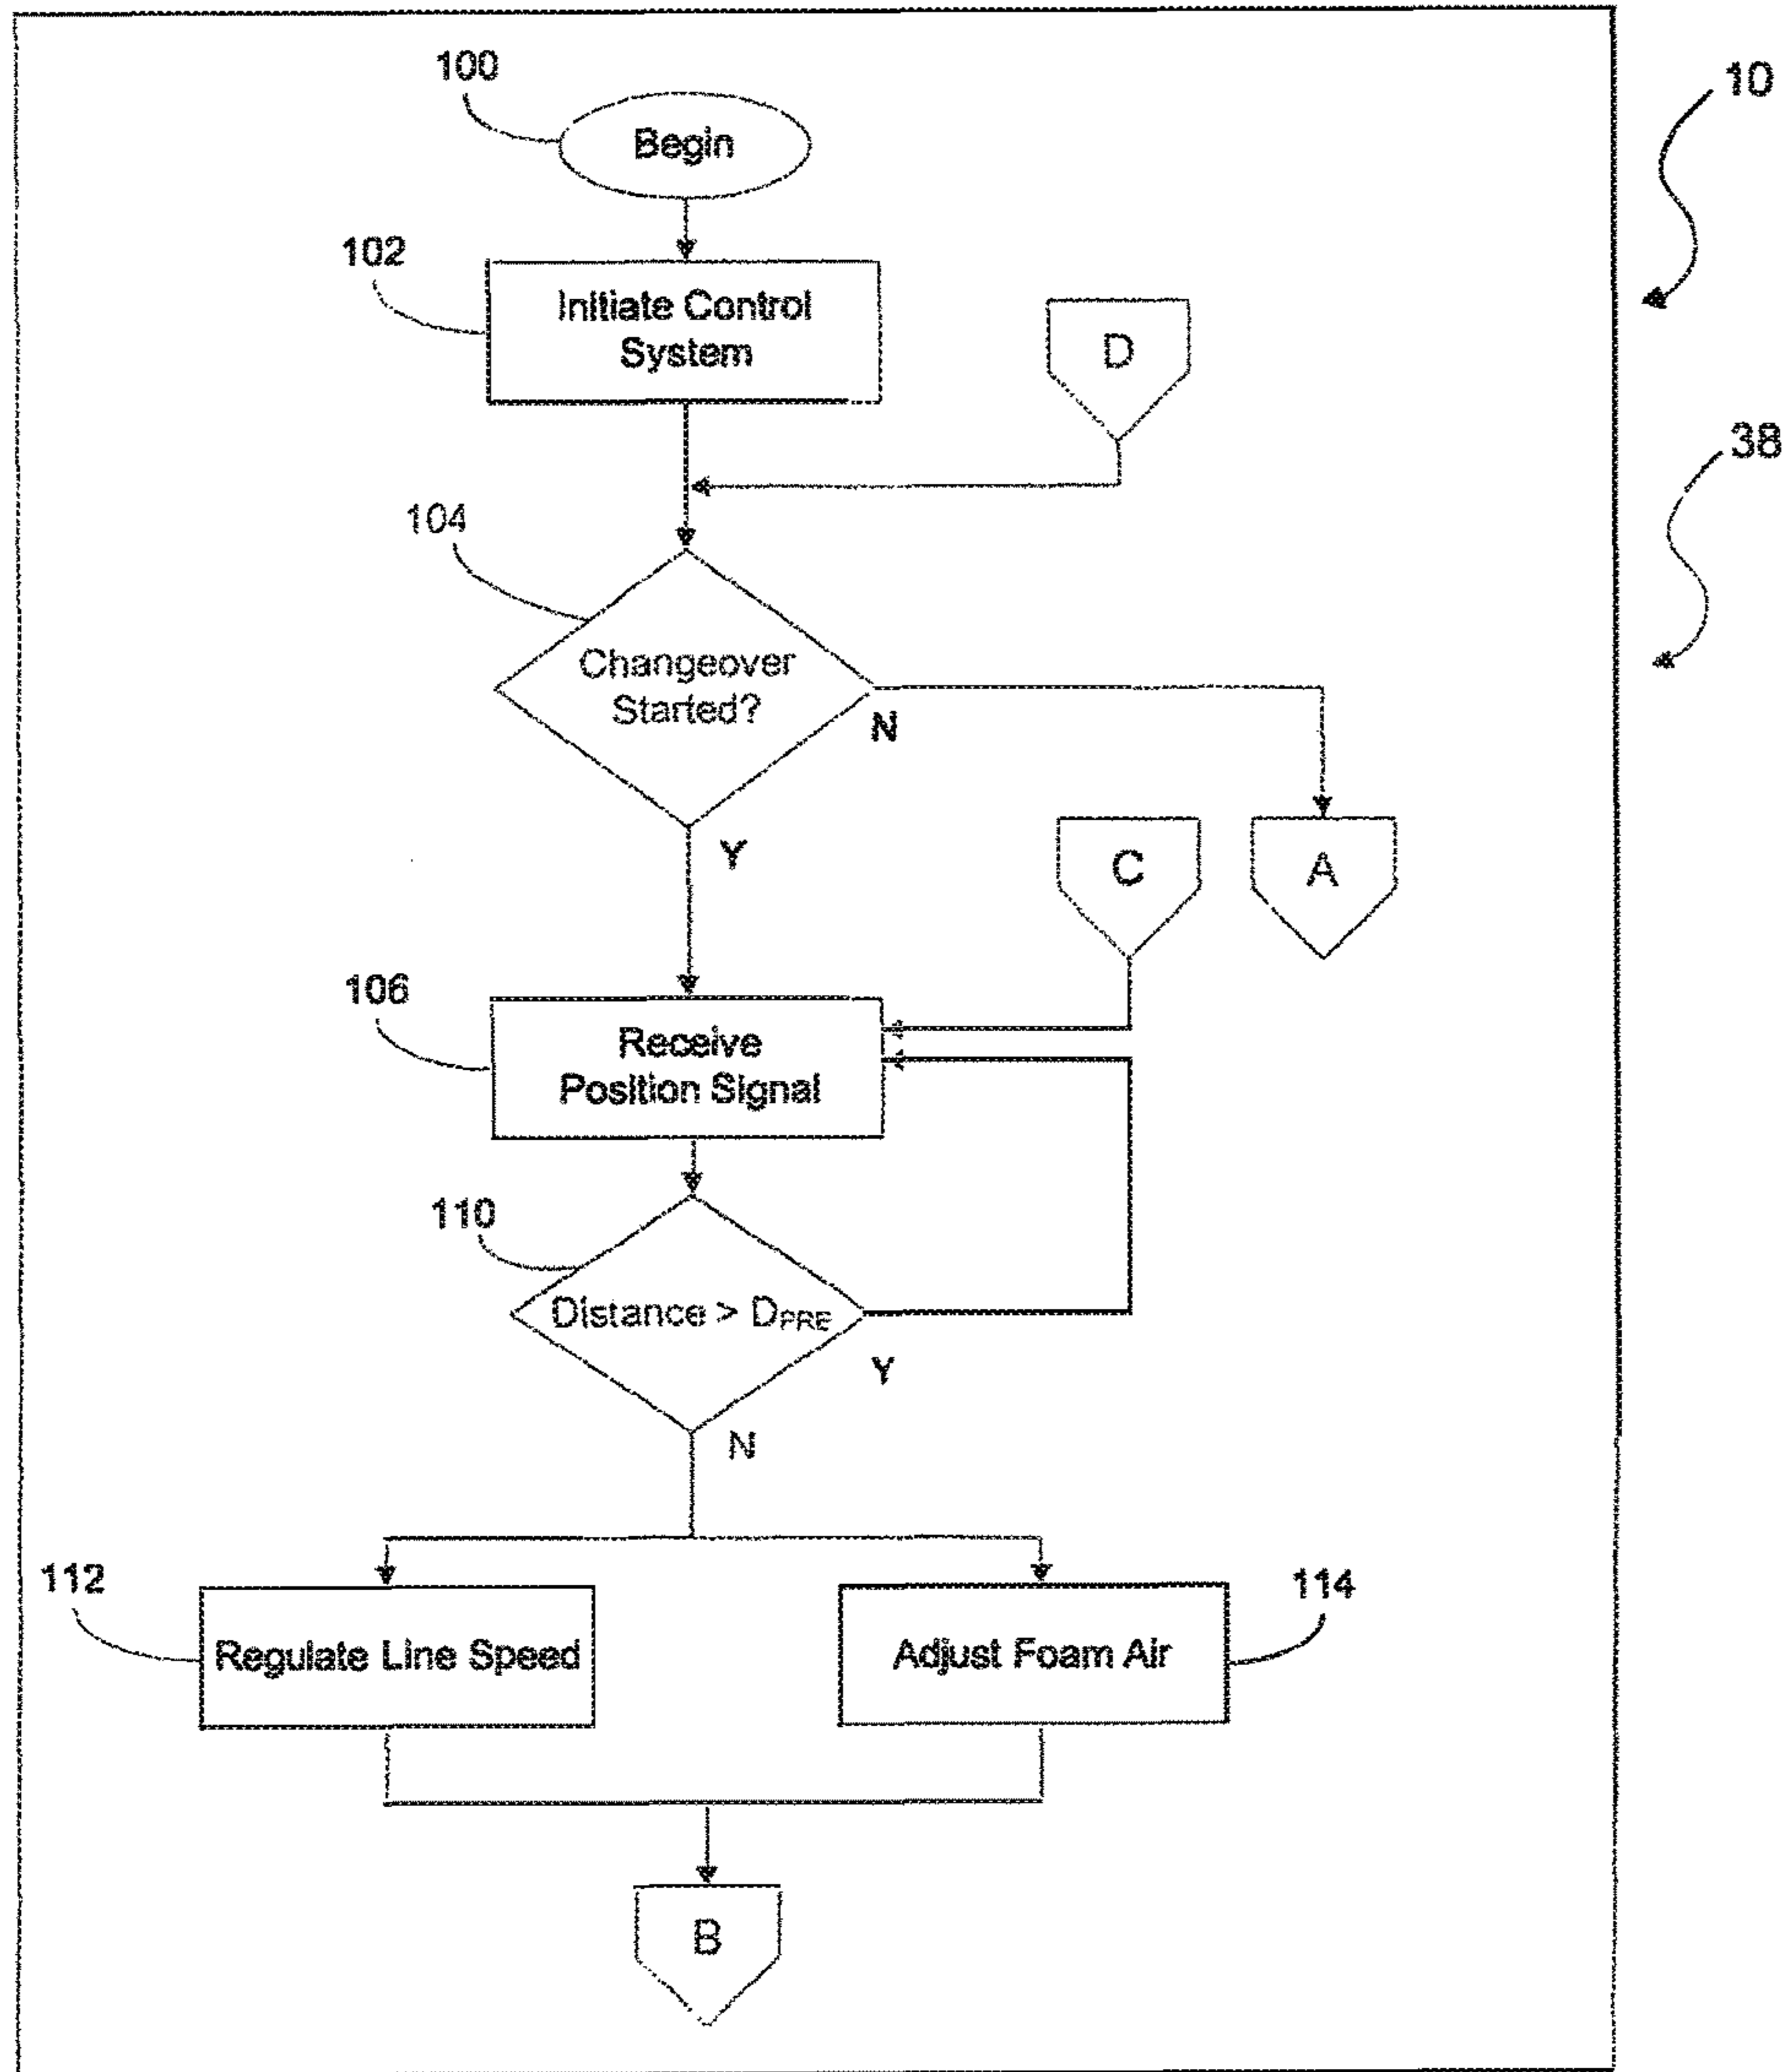 10
100
Begin
102
Initiate Control
System
D
38
104
Changeover
Started?
N
Y
C
A
106
Receive
Position Signal
110
Distance > DPRE
Y
N
112
Regulate Line Speed
Adjust Foam Air
114
B